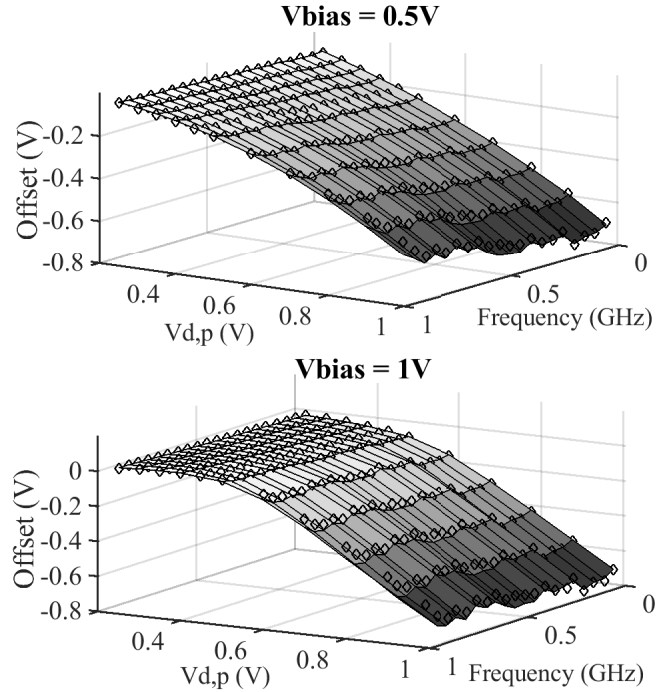 Vbias = 0.5V
Offset (V)
-0.2
-0.4
-0.6
-0.8
0.4
0.6
0.8
1
Vd,p (V)
1
0.5
0
Frequency (GHz)
Vbias = 1V
Offset (V)
0
-0.2
-0.4
-0.6
-0.8
0.4
0.6
0.8
1
Vd,p (V)
1
0.5
0
Frequency (GHz)